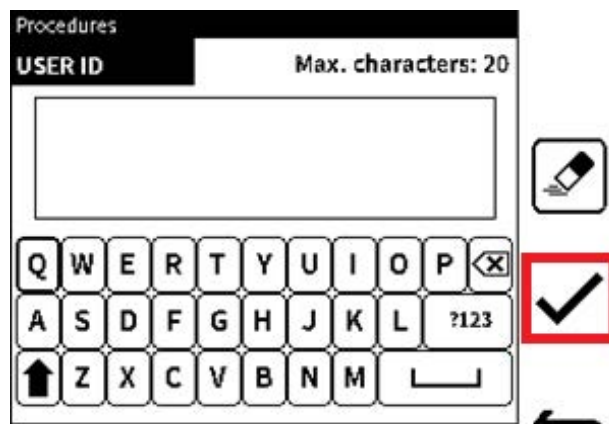 Procedures
USER ID
Max. characters: 20
Q W E R T Y U I O P
A S D F G H J K L ?123
Z X C V B N M